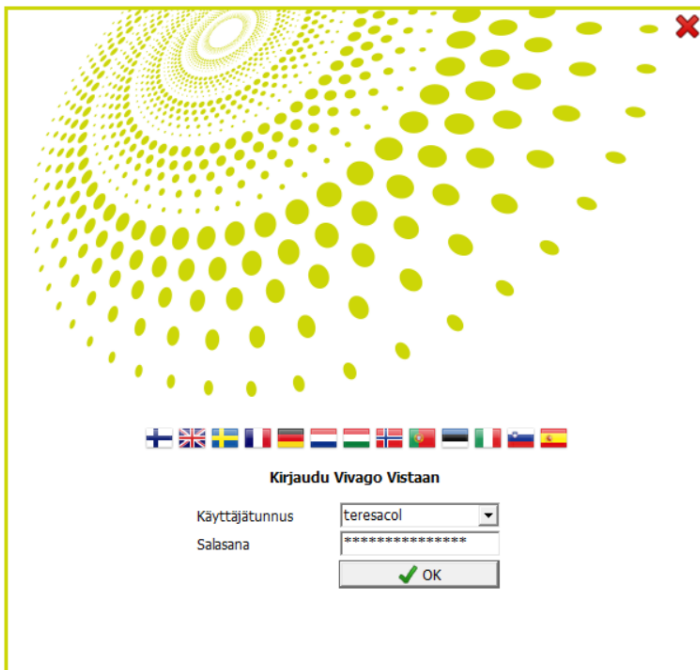 Kirjaudu Vivago Vistaan
Käyttäjätunnus teresacol
Salasana ***************
OK